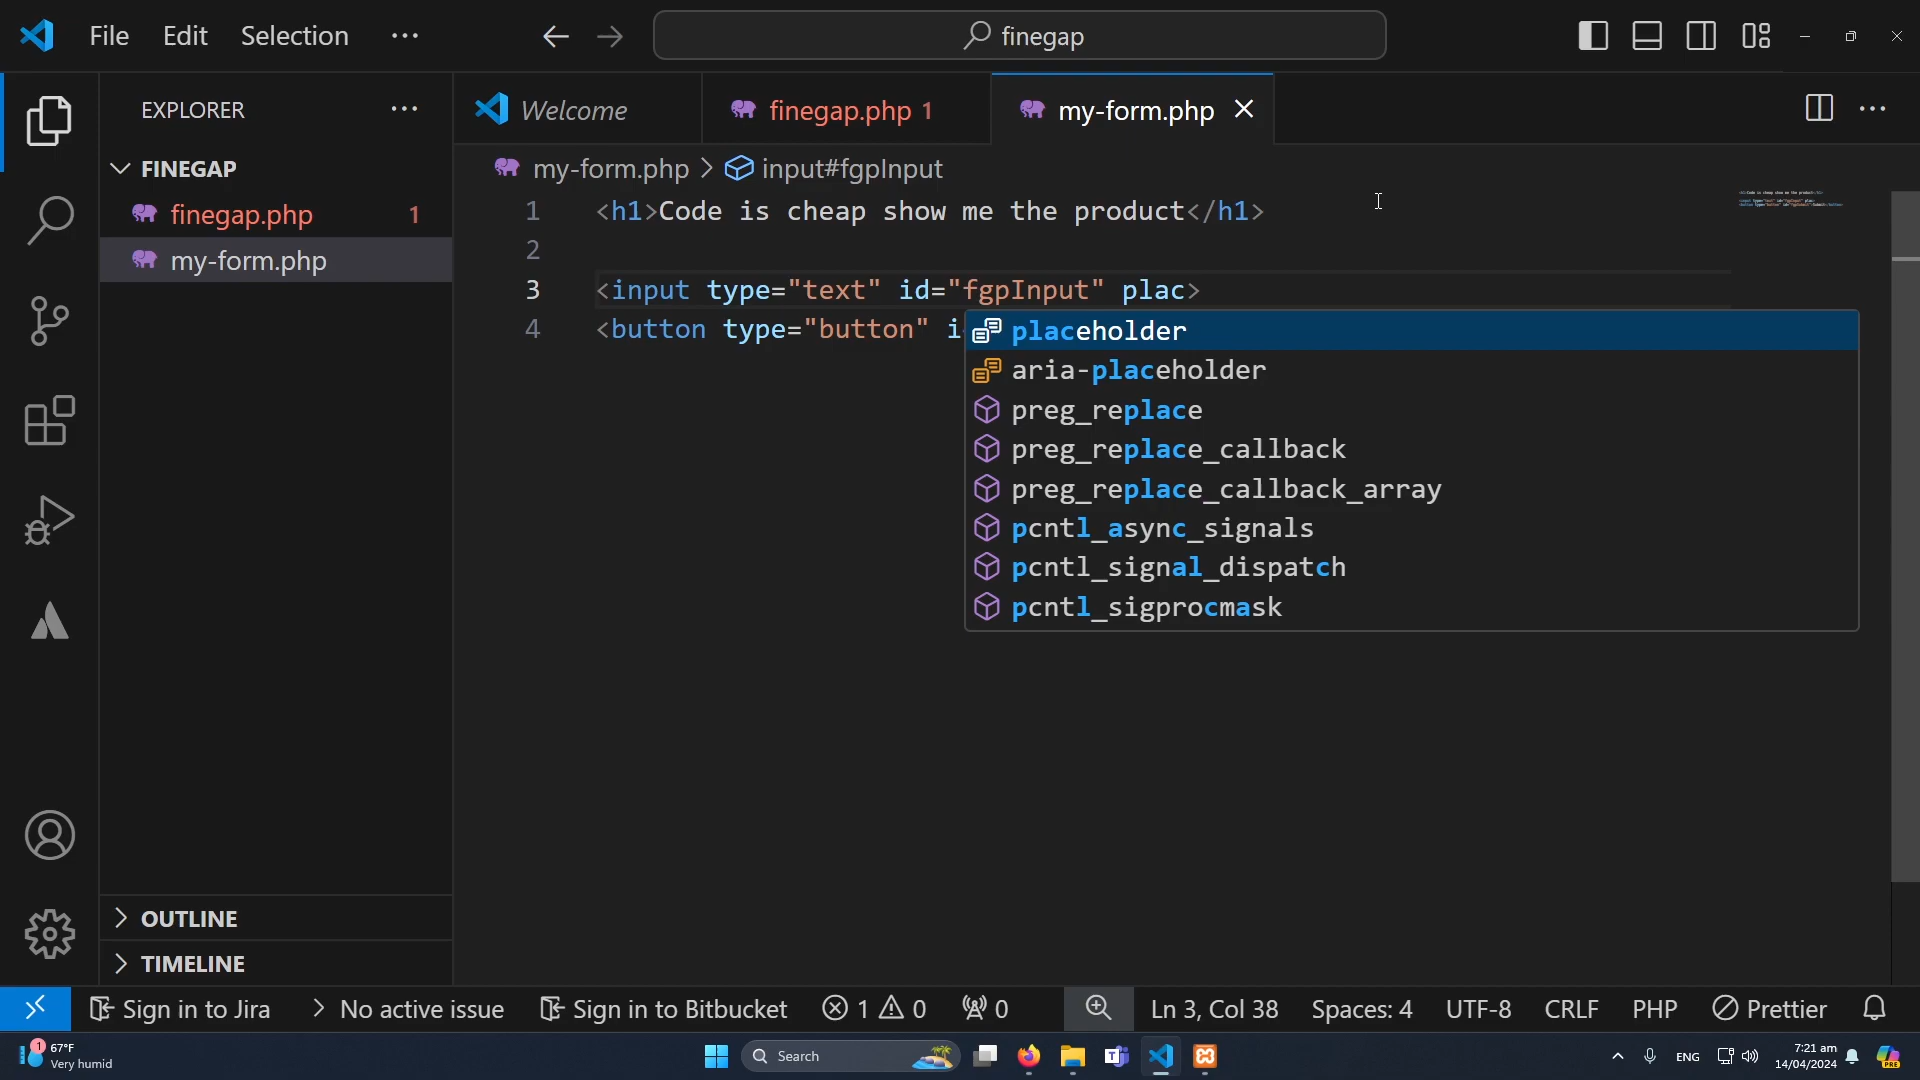 File Edit Selection ···
finegap
EXPLORER ···
FINEGAP
finegap.php 1
my-form.php
OUTLINE
TIMELINE
Welcome
finegap.php 1
my-form.php
my-form.php > input#fgpInput
1 <h1>Code is cheap show me the product</h1>
2
3 <input type="text" id="fgpInput" plac>
4 <button type="button" i
placeholder
aria-placeholder
preg_replace
preg_replace_callback
preg_replace_callback_array
pcntl_async_signals
pcntl_signal_dispatch
pcntl_sigprocmask
Sign in to Jira No active issue Sign in to Bitbucket 1 0 0 Ln 3, Col 38 Spaces: 4 UTF-8 CRLF PHP Prettier
1 67°F
Very humid
Search
ENG
7:21 am
14/04/2024
PRE